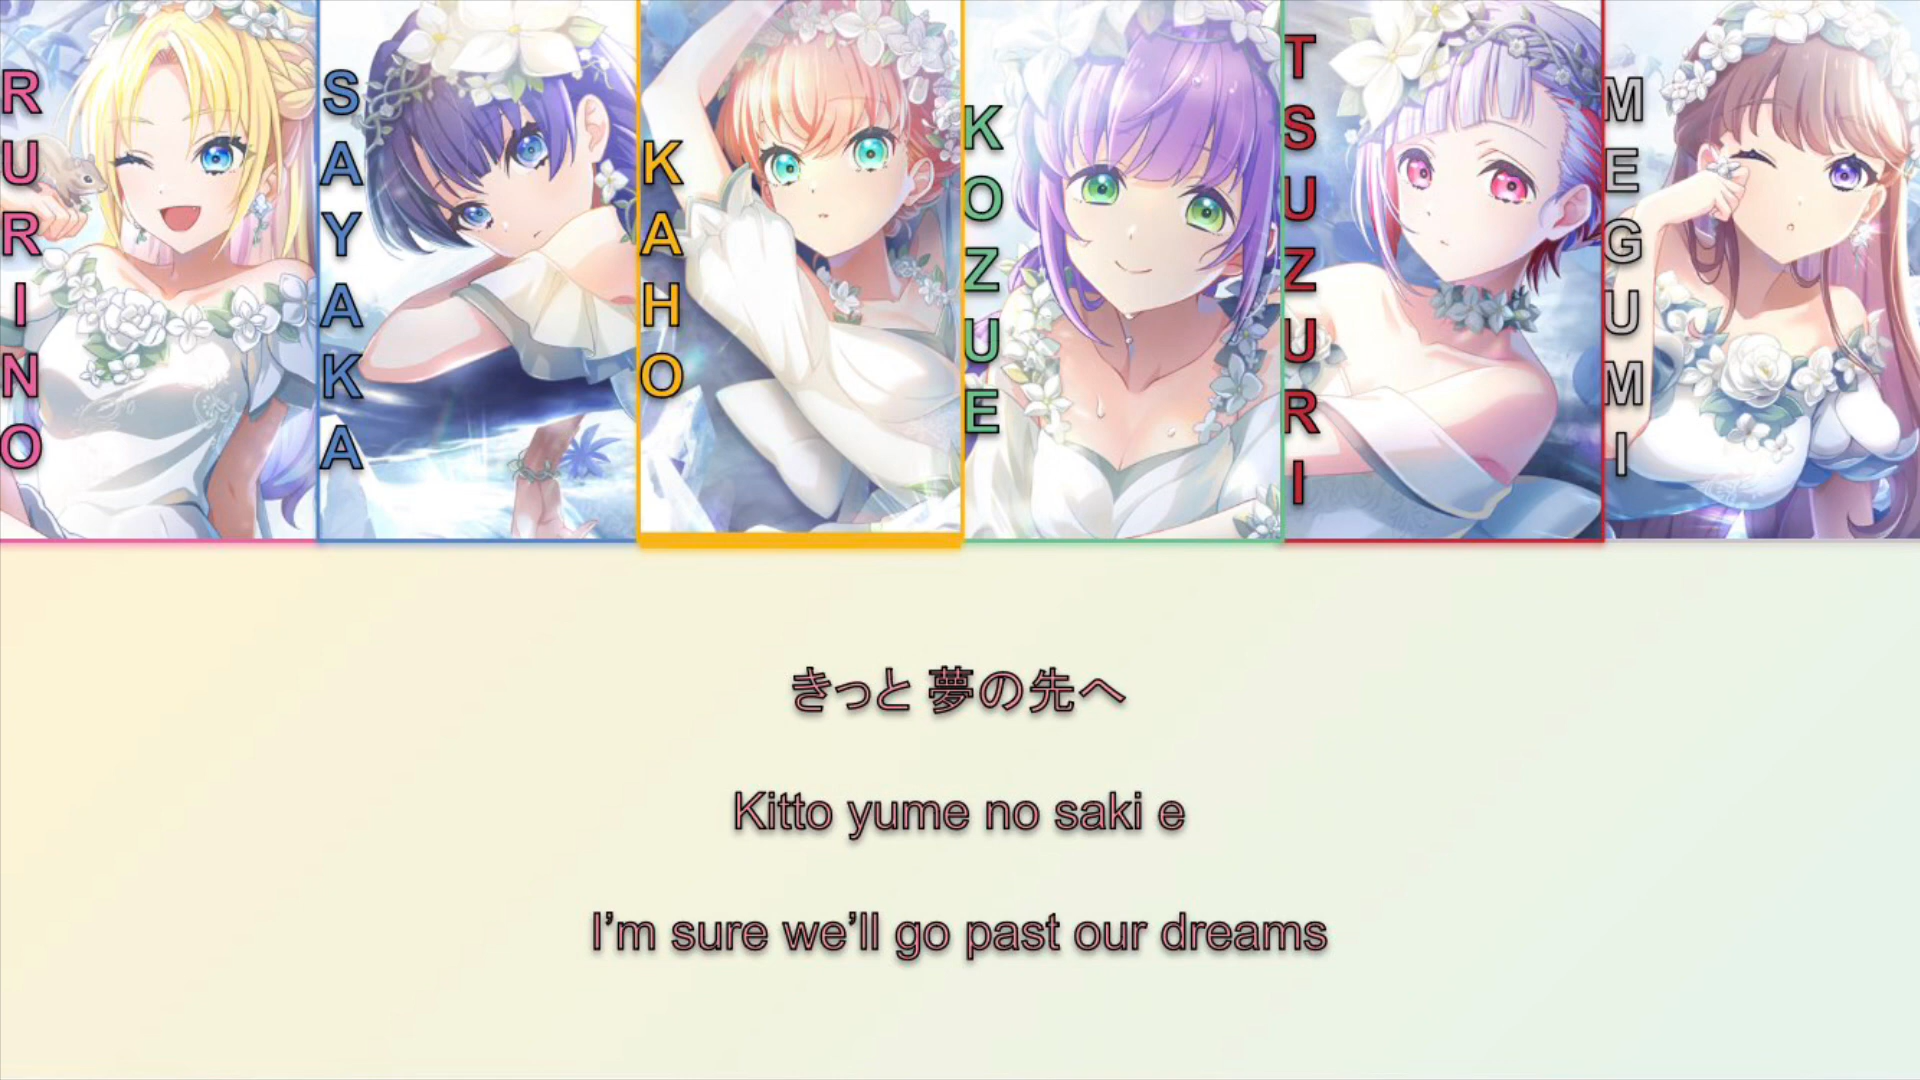 RURINO
SAYAKA
KAHO
KOZUE
TSUZURI
MEGUMI
きっと 夢の先へ
Kitto yume no saki e
I’m sure we’ll go past our dreams